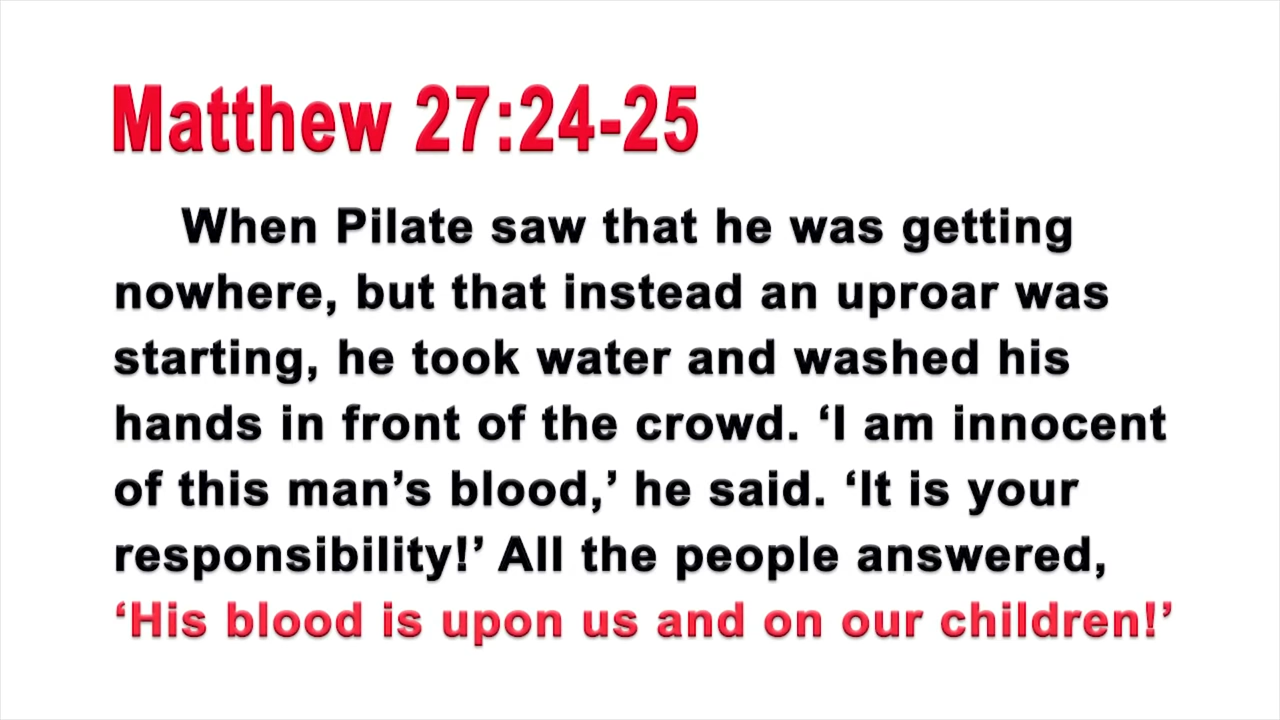 Matthew 27:24-25
When Pilate saw that he was getting
nowhere, but that instead an uproar was
starting, he took water and washed his
hands in front of the crowd. ‘I am innocent
of this man’s blood,’ he said. ‘It is your
responsibility!’ All the people answered,
‘His blood is upon us and on our children!’